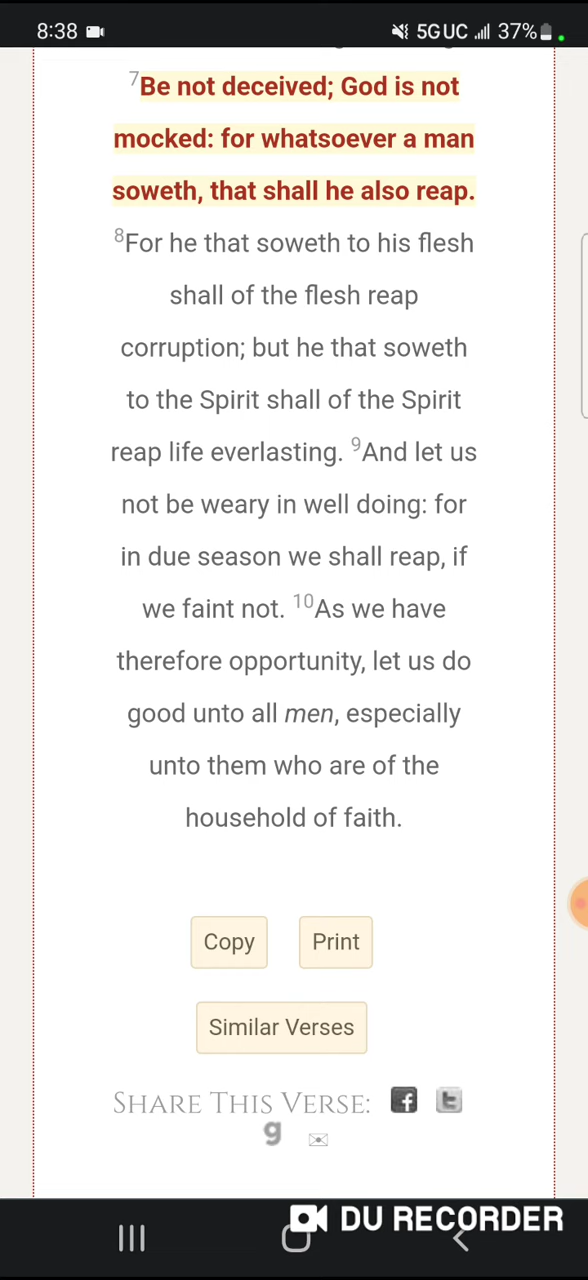 8:38 5GUC 37%
7Be not deceived; God is not
mocked: for whatsoever a man
soweth, that shall he also reap.
8For he that soweth to his flesh
shall of the flesh reap
corruption; but he that soweth
to the Spirit shall of the Spirit
reap life everlasting. 9And let us
not be weary in well doing: for
in due season we shall reap, if
we faint not. 10As we have
therefore opportunity, let us do
good unto all men, especially
unto them who are of the
household of faith.
Copy Print
Similar Verses
SHARE THIS VERSE: f t
g
DU RECORDER